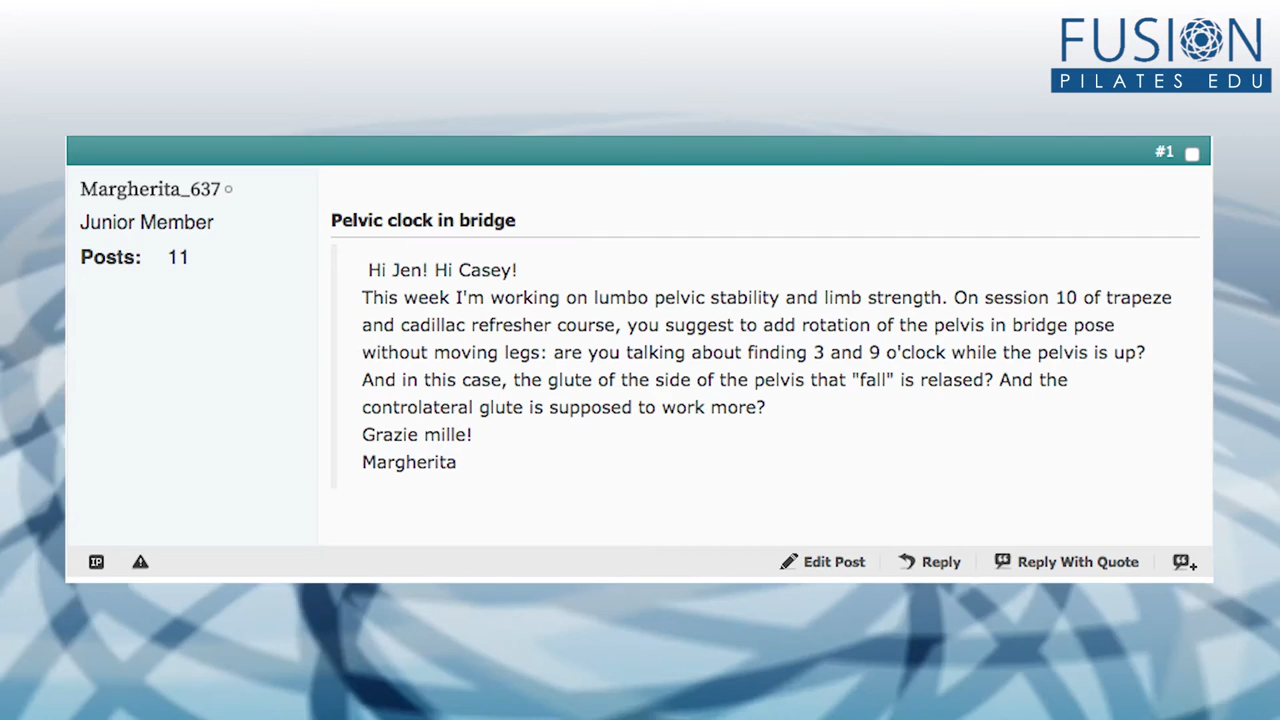 FUSION
PILATES EDU
#1
Margherita_637
Junior Member
Posts: 11
Pelvic clock in bridge
Hi Jen! Hi Casey!
This week I'm working on lumbo pelvic stability and limb strength. On session 10 of trapeze
and cadillac refresher course, you suggest to add rotation of the pelvis in bridge pose
without moving legs: are you talking about finding 3 and 9 o'clock while the pelvis is up?
And in this case, the glute of the side of the pelvis that "fall" is relased? And the
controlateral glute is supposed to work more?
Grazie mille!
Margherita
IP
Edit Post
Reply
Reply With Quote